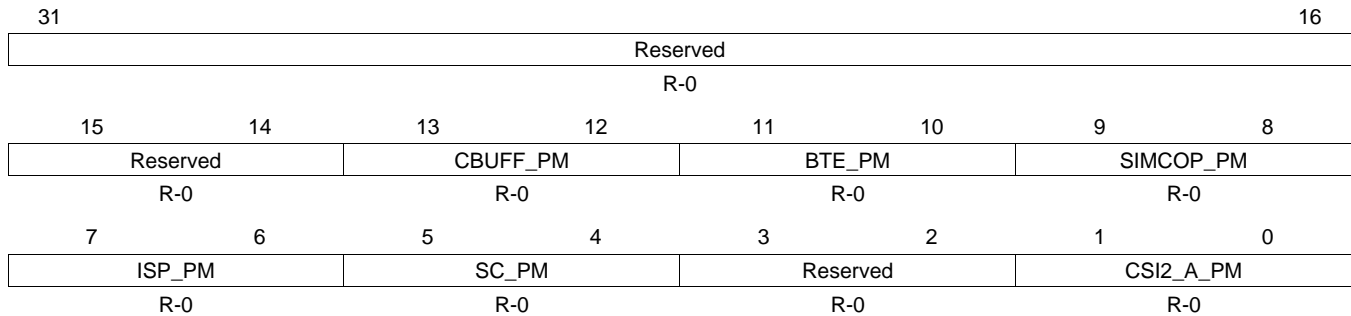 31 16
Reserved
R-0
15 14 13 12 11 10 9 8
Reserved CBUFF_PM BTE_PM SIMCOP_PM
R-0 R-0 R-0 R-0
7 6 5 4 3 2 1 0
ISP_PM SC_PM Reserved CSI2_A_PM
R-0 R-0 R-0 R-0